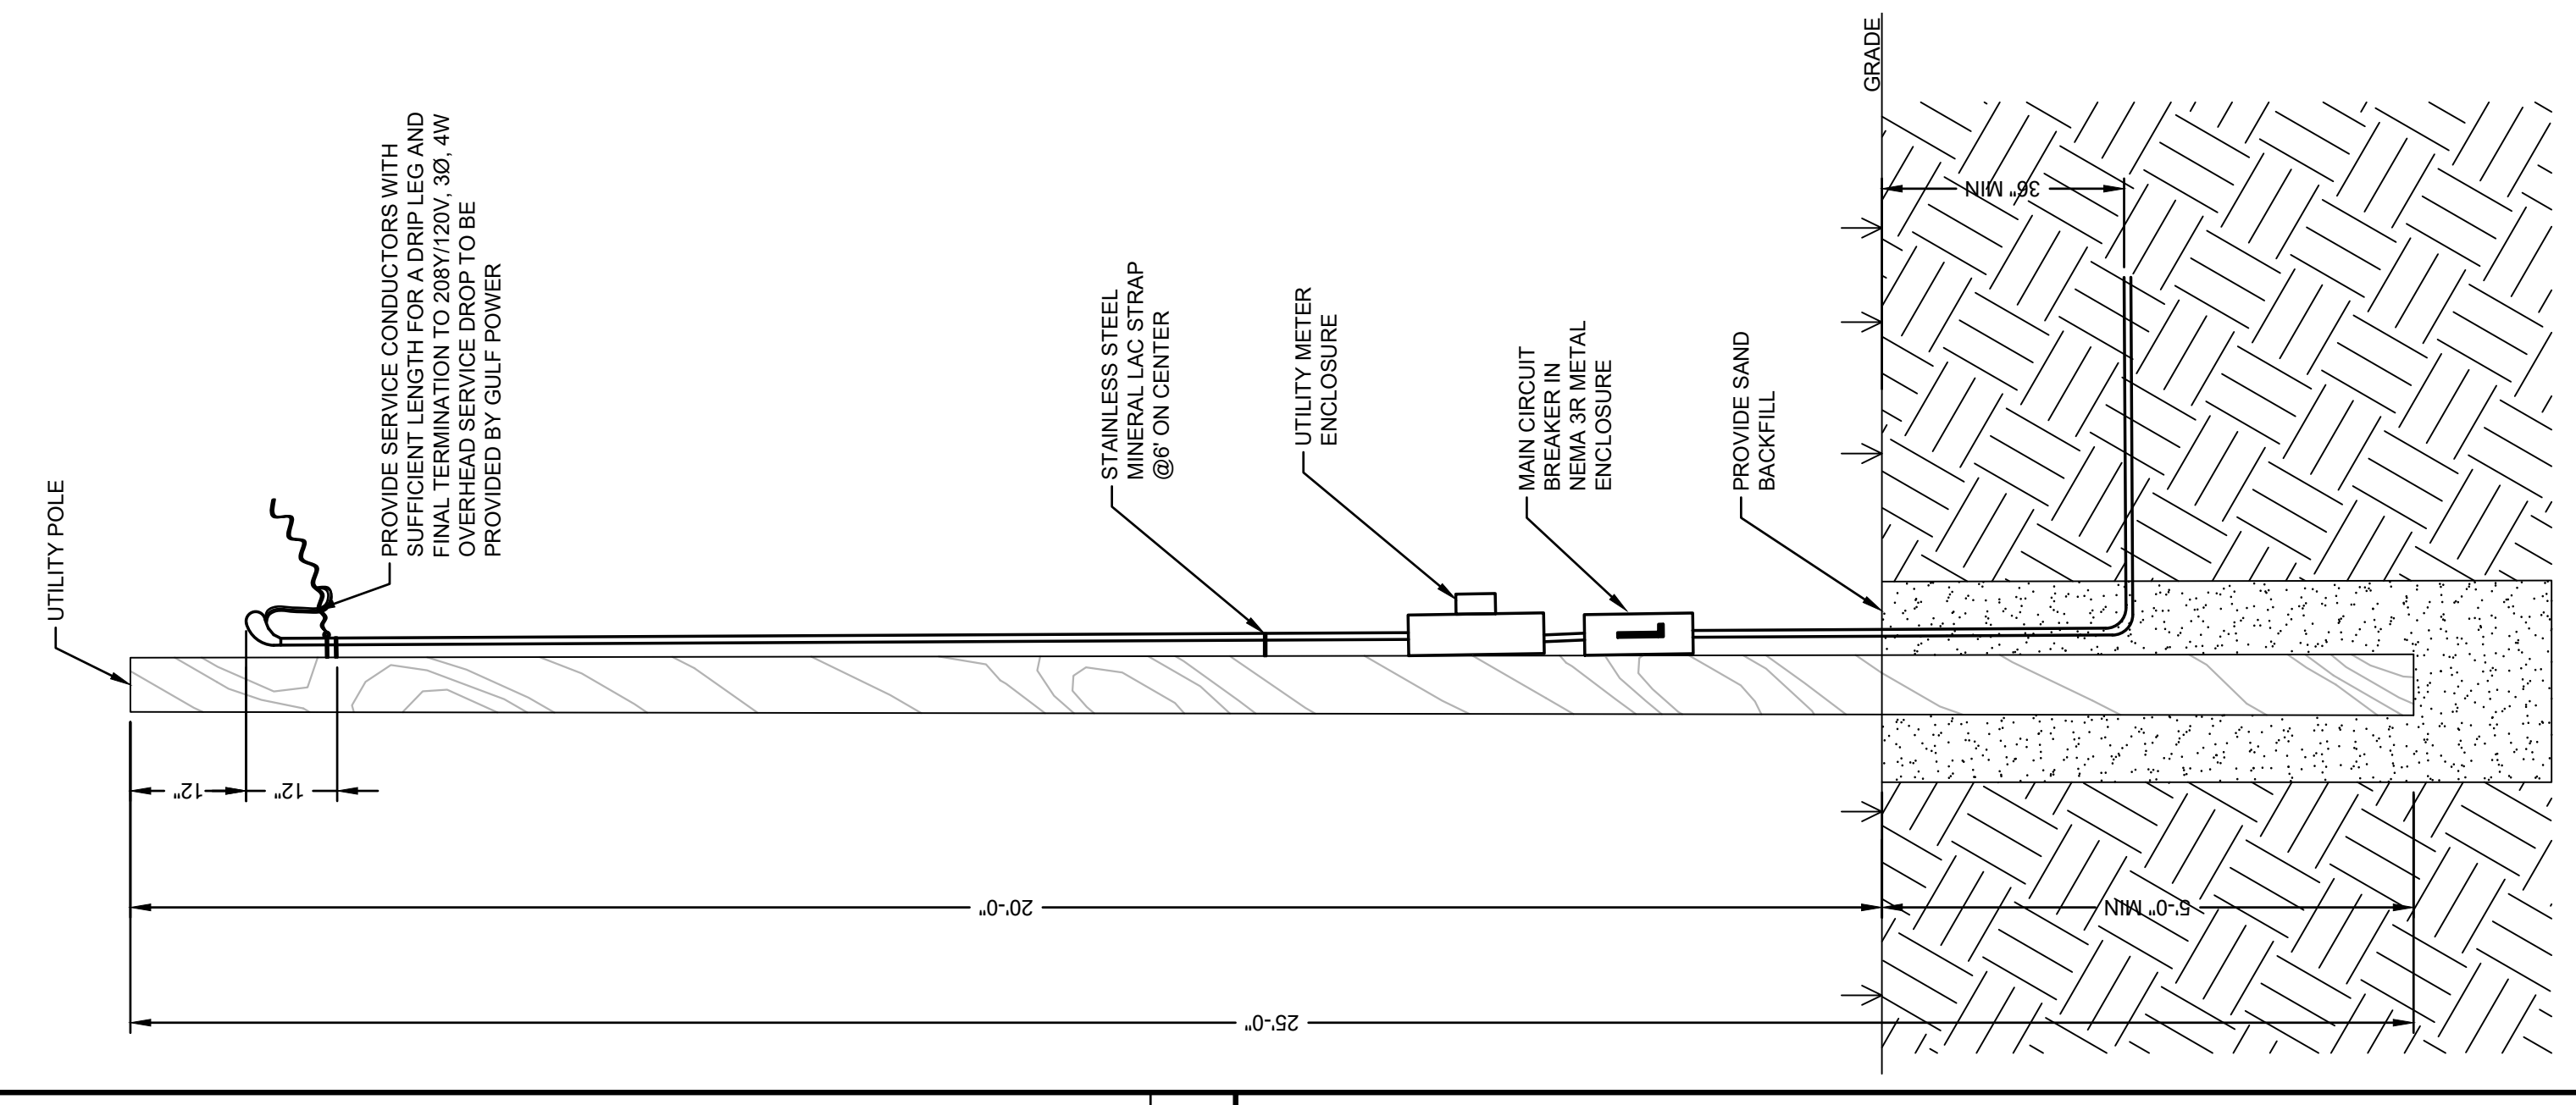 UTILITY POLE
PROVIDE SERVICE CONDUCTORS WITH
SUFFICIENT LENGTH FOR A DRIP LEG AND
FINAL TERMINATION TO 208Y/120V, 3Ø, 4W
OVERHEAD SERVICE DROP TO BE
PROVIDED BY GULF POWER
STAINLESS STEEL
MINERAL LAC STRAP
@6' ON CENTER
UTILITY METER
ENCLOSURE
MAIN CIRCUIT
BREAKER IN
NEMA 3R METAL
ENCLOSURE
PROVIDE SAND
BACKFILL
GRADE
36" MIN
12"
12"
20'-0"
5'-0" MIN
25'-0"